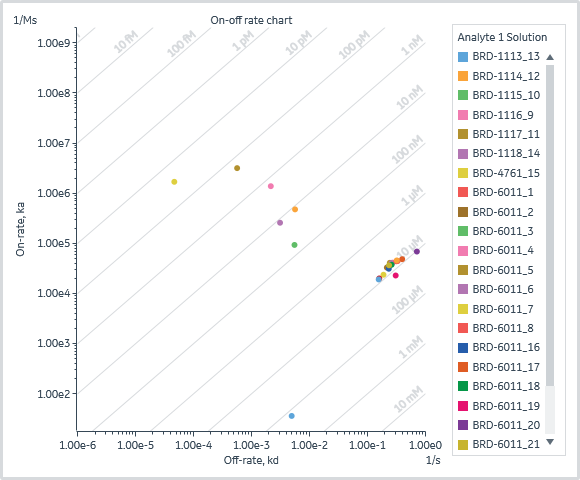 1/Ms
On-off rate chart
10 fM
100 fM
1 pM
10 pM
100 pM
1 nM
10 nM
100 nM
1 µM
10 µM
100 µM
1 mM
10 mM
1.00e9
1.00e8
1.00e7
1.00e6
1.00e5
1.00e4
1.00e3
1.00e2
On-rate, ka
1.00e-6
1.00e-5
1.00e-4
1.00e-3
1.00e-2
1.00e-1
1.00e0
Off-rate, kd
1/s
Analyte 1 Solution
BRD-1113_13
BRD-1114_12
BRD-1115_10
BRD-1116_9
BRD-1117_11
BRD-1118_14
BRD-4761_15
BRD-6011_1
BRD-6011_2
BRD-6011_3
BRD-6011_4
BRD-6011_5
BRD-6011_6
BRD-6011_7
BRD-6011_8
BRD-6011_16
BRD-6011_17
BRD-6011_18
BRD-6011_19
BRD-6011_20
BRD-6011_21